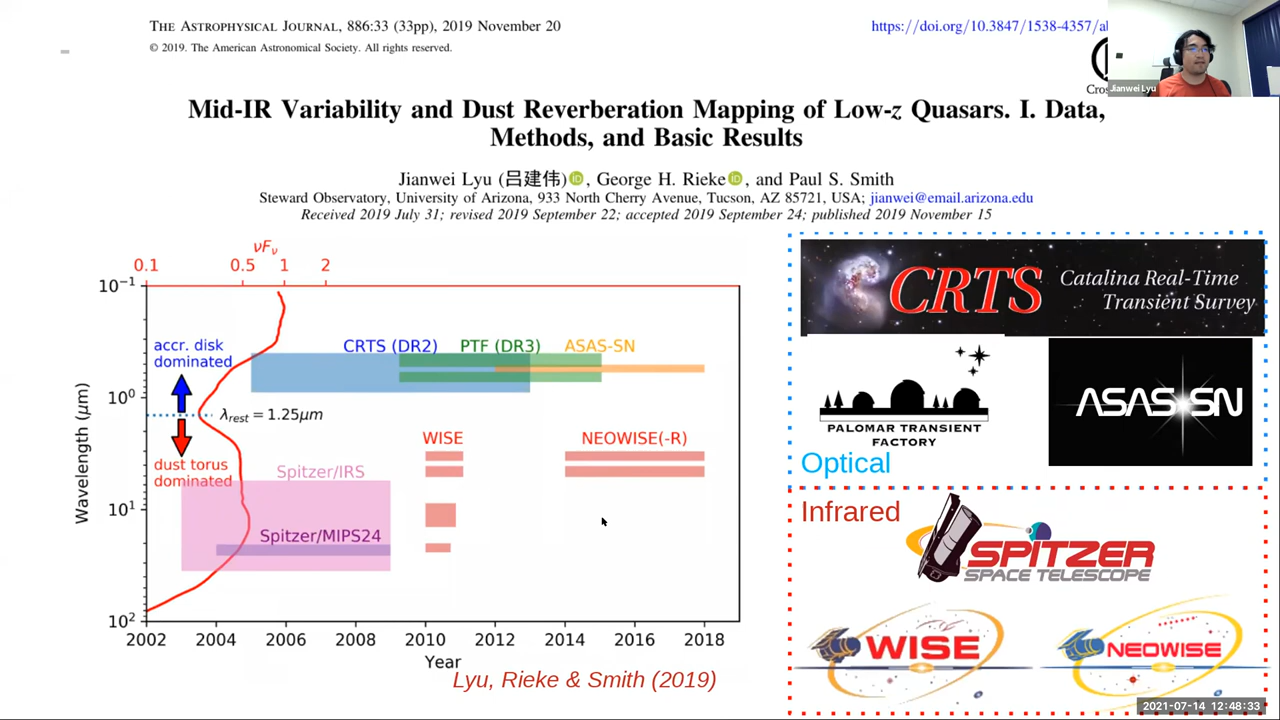 THE ASTROPHYSICAL JOURNAL, 886:33 (33pp), 2019 November 20
https://doi.org/10.3847/1538-4357/a
© 2019. The American Astronomical Society. All rights reserved.
Jianwei Lyu
Mid-IR Variability and Dust Reverberation Mapping of Low-z Quasars. I. Data,
Methods, and Basic Results
Jianwei Lyu (吕建伟) iD, George H. Rieke iD, and Paul S. Smith
Steward Observatory, University of Arizona, 933 North Cherry Avenue, Tucson, AZ 85721, USA; jianwei@email.arizona.edu
Received 2019 July 31; revised 2019 September 22; accepted 2019 September 24; published 2019 November 15
νFν
0.1 0.5 1 2
10⁻¹
10⁰
10¹
10²
Wavelength (μm)
accr. disk
dominated
λrest = 1.25μm
dust torus
dominated
CRTS (DR2) PTF (DR3) ASAS-SN
WISE NEOWISE(-R)
Spitzer/IRS
Spitzer/MIPS24
2002 2004 2006 2008 2010 2012 2014 2016 2018
Year
Lyu, Rieke & Smith (2019)
CRTS Catalina Real-Time
Transient Survey
PALOMAR TRANSIENT
FACTORY
ASAS SN
Optical
Infrared
SPITZER
SPACE TELESCOPE
WISE
NEOWISE
2021-07-14 12:48:33